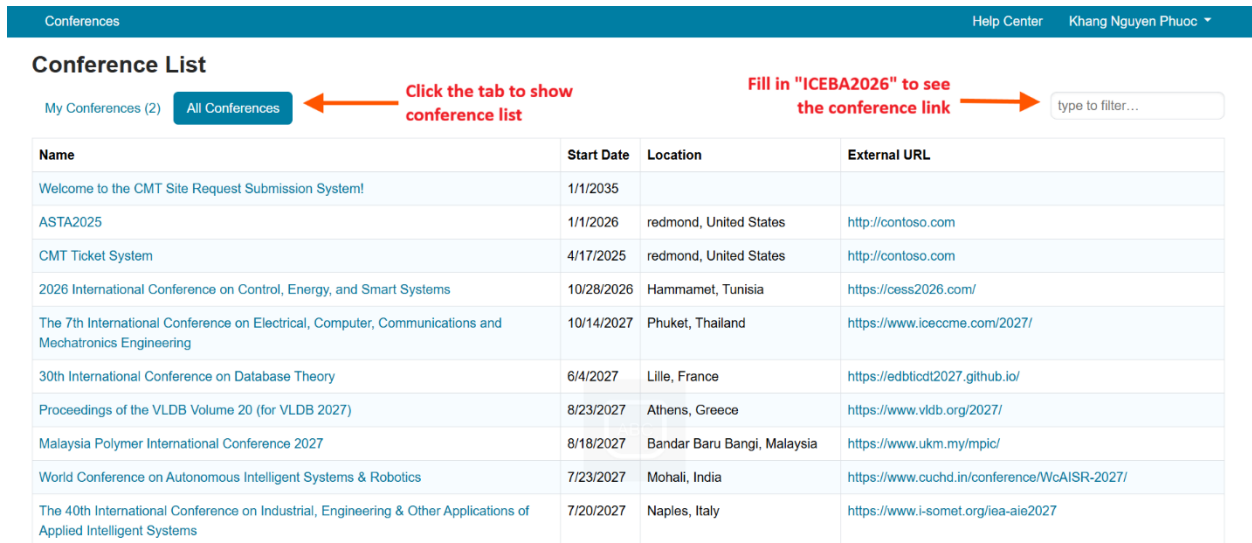 Conferences Help Center Khang Nguyen Phuoc
Conference List
My Conferences (2) All Conferences
Click the tab to show
conference list
Fill in "ICEBA2026" to see
the conference link
type to filter...
Name Start Date Location External URL
Welcome to the CMT Site Request Submission System! 1/1/2035
ASTA2025 1/1/2026 redmond, United States http://contoso.com
CMT Ticket System 4/17/2025 redmond, United States http://contoso.com
2026 International Conference on Control, Energy, and Smart Systems 10/28/2026 Hammamet, Tunisia https://cess2026.com/
The 7th International Conference on Electrical, Computer, Communications and 10/14/2027 Phuket, Thailand https://www.iceccme.com/2027/
Mechatronics Engineering
30th International Conference on Database Theory 6/4/2027 Lille, France https://edbticdt2027.github.io/
Proceedings of the VLDB Volume 20 (for VLDB 2027) 8/23/2027 Athens, Greece https://www.vldb.org/2027/
Malaysia Polymer International Conference 2027 8/18/2027 Bandar Baru Bangi, Malaysia https://www.ukm.my/mpic/
World Conference on Autonomous Intelligent Systems & Robotics 7/23/2027 Mohali, India https://www.cuchd.in/conference/WcAISR-2027/
The 40th International Conference on Industrial, Engineering & Other Applications of 7/20/2027 Naples, Italy https://www.i-somet.org/iea-aie2027
Applied Intelligent Systems